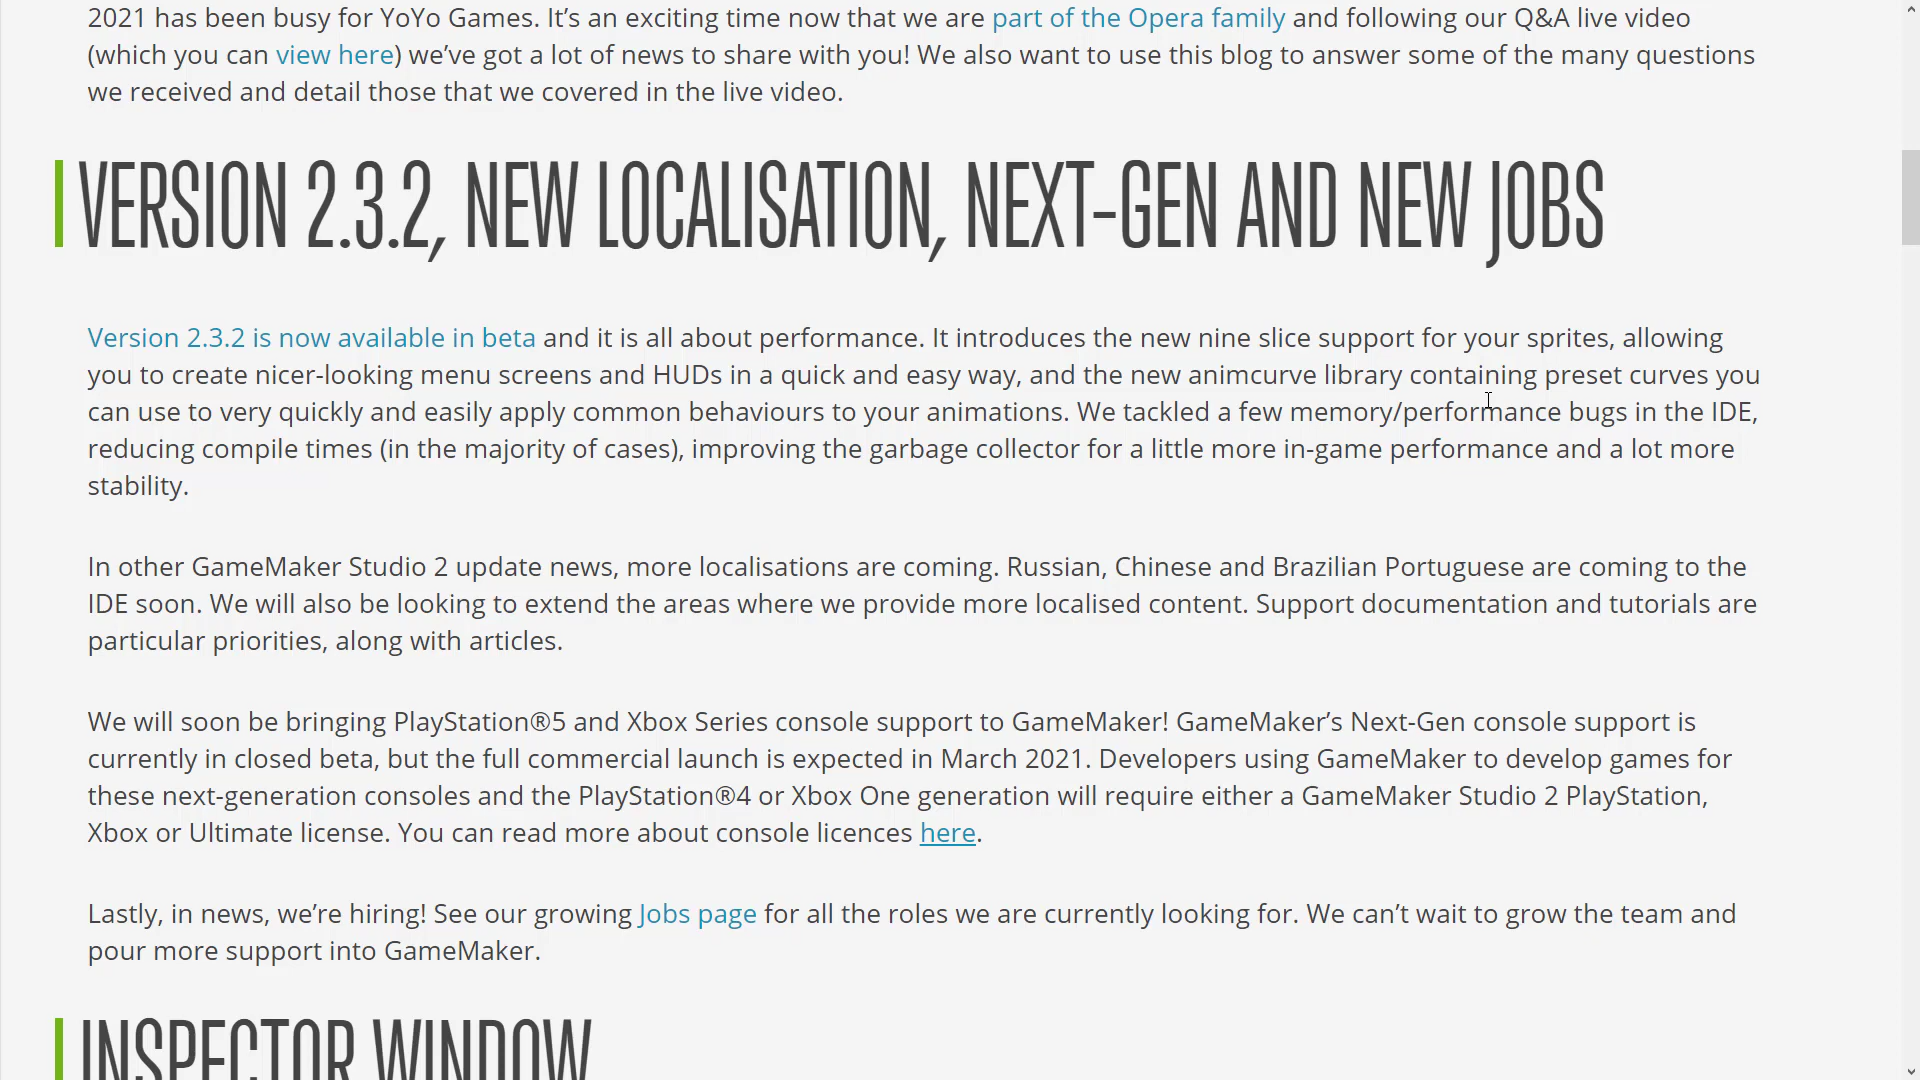 2021 has been busy for YoYo Games. It’s an exciting time now that we are part of the Opera family and following our Q&A live video
(which you can view here) we’ve got a lot of news to share with you! We also want to use this blog to answer some of the many questions
we received and detail those that we covered in the live video.
VERSION 2.3.2, NEW LOCALISATION, NEXT-GEN AND NEW JOBS
Version 2.3.2 is now available in beta and it is all about performance. It introduces the new nine slice support for your sprites, allowing
you to create nicer-looking menu screens and HUDs in a quick and easy way, and the new animcurve library containing preset curves you
can use to very quickly and easily apply common behaviours to your animations. We tackled a few memory/performance bugs in the IDE,
reducing compile times (in the majority of cases), improving the garbage collector for a little more in-game performance and a lot more
stability.
In other GameMaker Studio 2 update news, more localisations are coming. Russian, Chinese and Brazilian Portuguese are coming to the
IDE soon. We will also be looking to extend the areas where we provide more localised content. Support documentation and tutorials are
particular priorities, along with articles.
We will soon be bringing PlayStation®5 and Xbox Series console support to GameMaker! GameMaker’s Next-Gen console support is
currently in closed beta, but the full commercial launch is expected in March 2021. Developers using GameMaker to develop games for
these next-generation consoles and the PlayStation®4 or Xbox One generation will require either a GameMaker Studio 2 PlayStation,
Xbox or Ultimate license. You can read more about console licences here.
Lastly, in news, we’re hiring! See our growing Jobs page for all the roles we are currently looking for. We can’t wait to grow the team and
pour more support into GameMaker.
INSPECTOR WINDOW